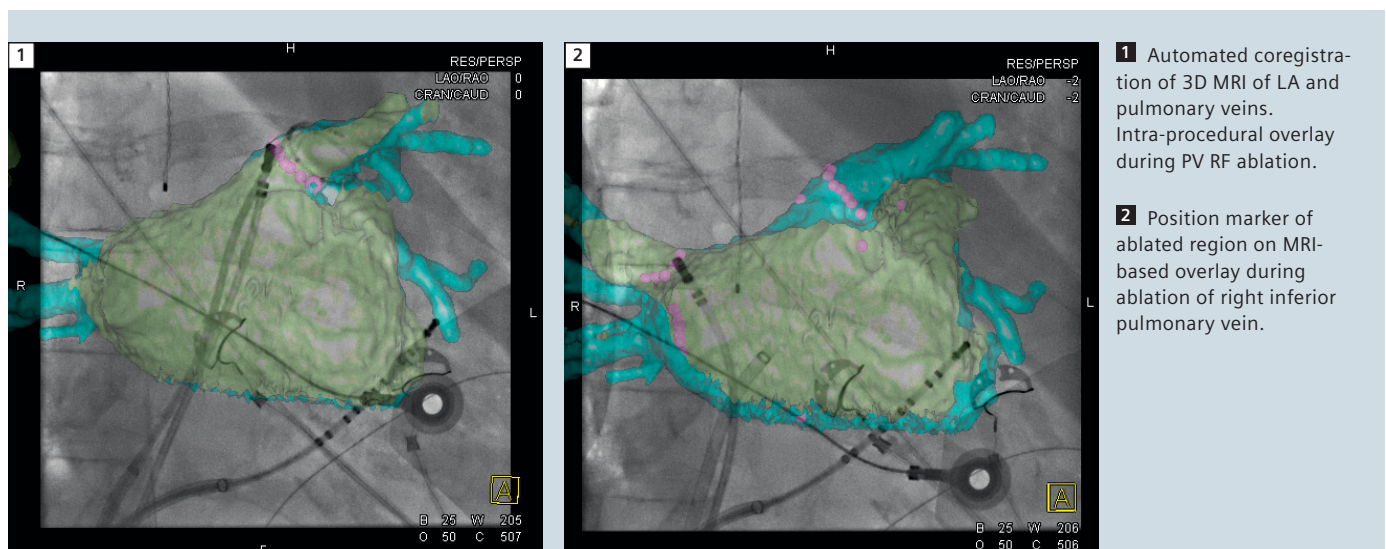 1
H
RES/PERSP
LAO/RAO 0
CRAN/CAUD 0
R
L
A
B 25 W 205
O 50 C 507
2
H
RES/PERSP
LAO/RAO -2
CRAN/CAUD -2
R
L
A
B 25 W 206
O 50 C 506
1 Automated coregistra-
tion of 3D MRI of LA and
pulmonary veins.
Intra-procedural overlay
during PV RF ablation.
2 Position marker of
ablated region on MRI-
based overlay during
ablation of right inferior
pulmonary vein.